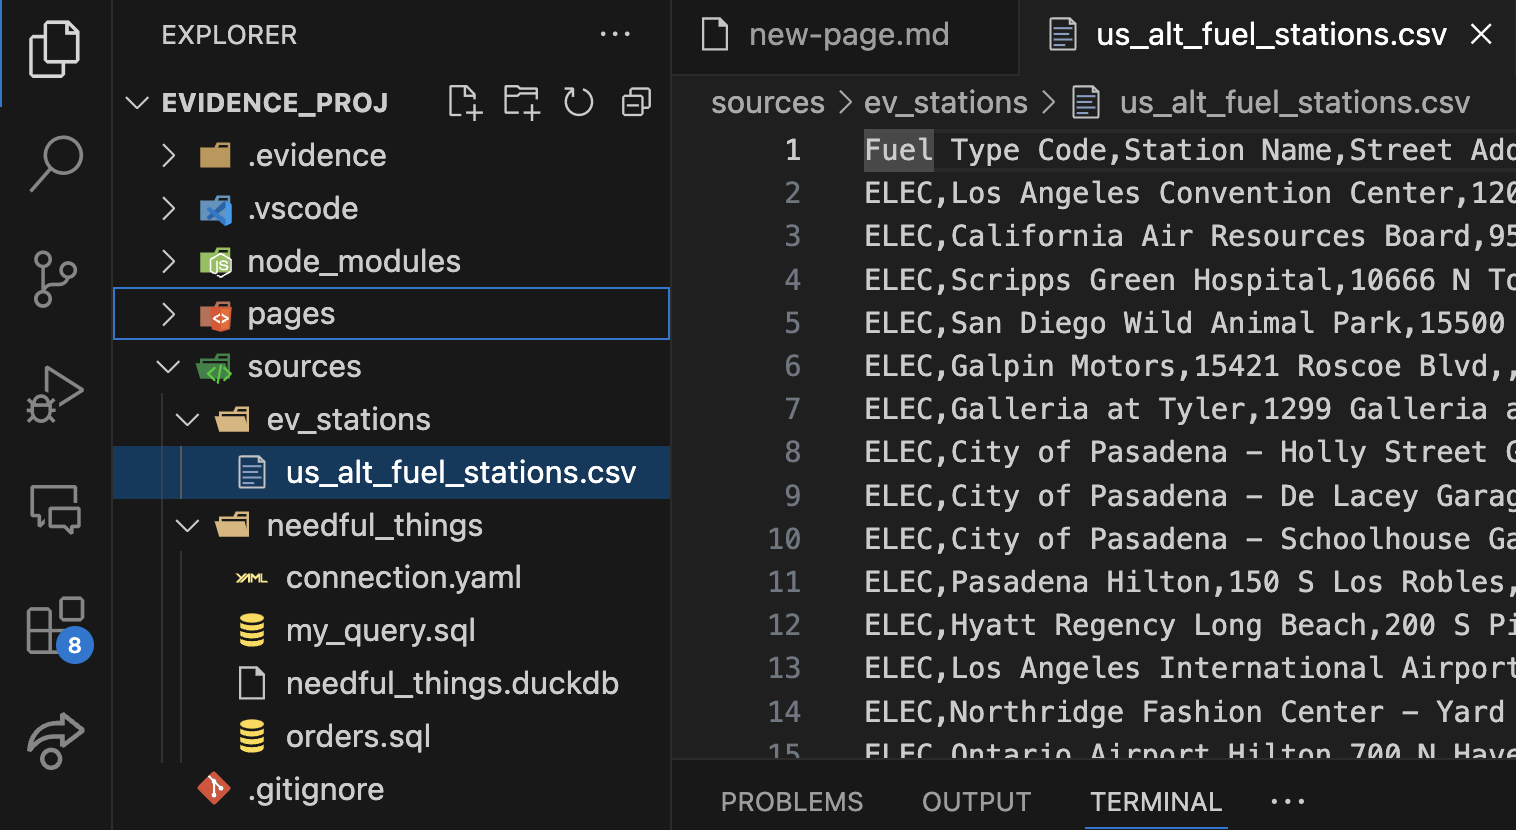 EXPLORER
EVIDENCE_PROJ
.evidence
.vscode
node_modules
pages
sources
ev_stations
us_alt_fuel_stations.csv
needful_things
YAML connection.yaml
my_query.sql
needful_things.duckdb
orders.sql
.gitignore
8
new-page.md
us_alt_fuel_stations.csv
sources > ev_stations > us_alt_fuel_stations.csv
1 Fuel Type Code,Station Name,Street Add
2 ELEC,Los Angeles Convention Center,120
3 ELEC,California Air Resources Board,95
4 ELEC,Scripps Green Hospital,10666 N To
5 ELEC,San Diego Wild Animal Park,15500
6 ELEC,Galpin Motors,15421 Roscoe Blvd,,
7 ELEC,Galleria at Tyler,1299 Galleria a
8 ELEC,City of Pasadena - Holly Street G
9 ELEC,City of Pasadena - De Lacey Garag
10 ELEC,City of Pasadena - Schoolhouse Ga
11 ELEC,Pasadena Hilton,150 S Los Robles,
12 ELEC,Hyatt Regency Long Beach,200 S Pi
13 ELEC,Los Angeles International Airport
14 ELEC,Northridge Fashion Center - Yard
15 ELEC,Ontario Airport Hilton,700 N Have
PROBLEMS OUTPUT TERMINAL